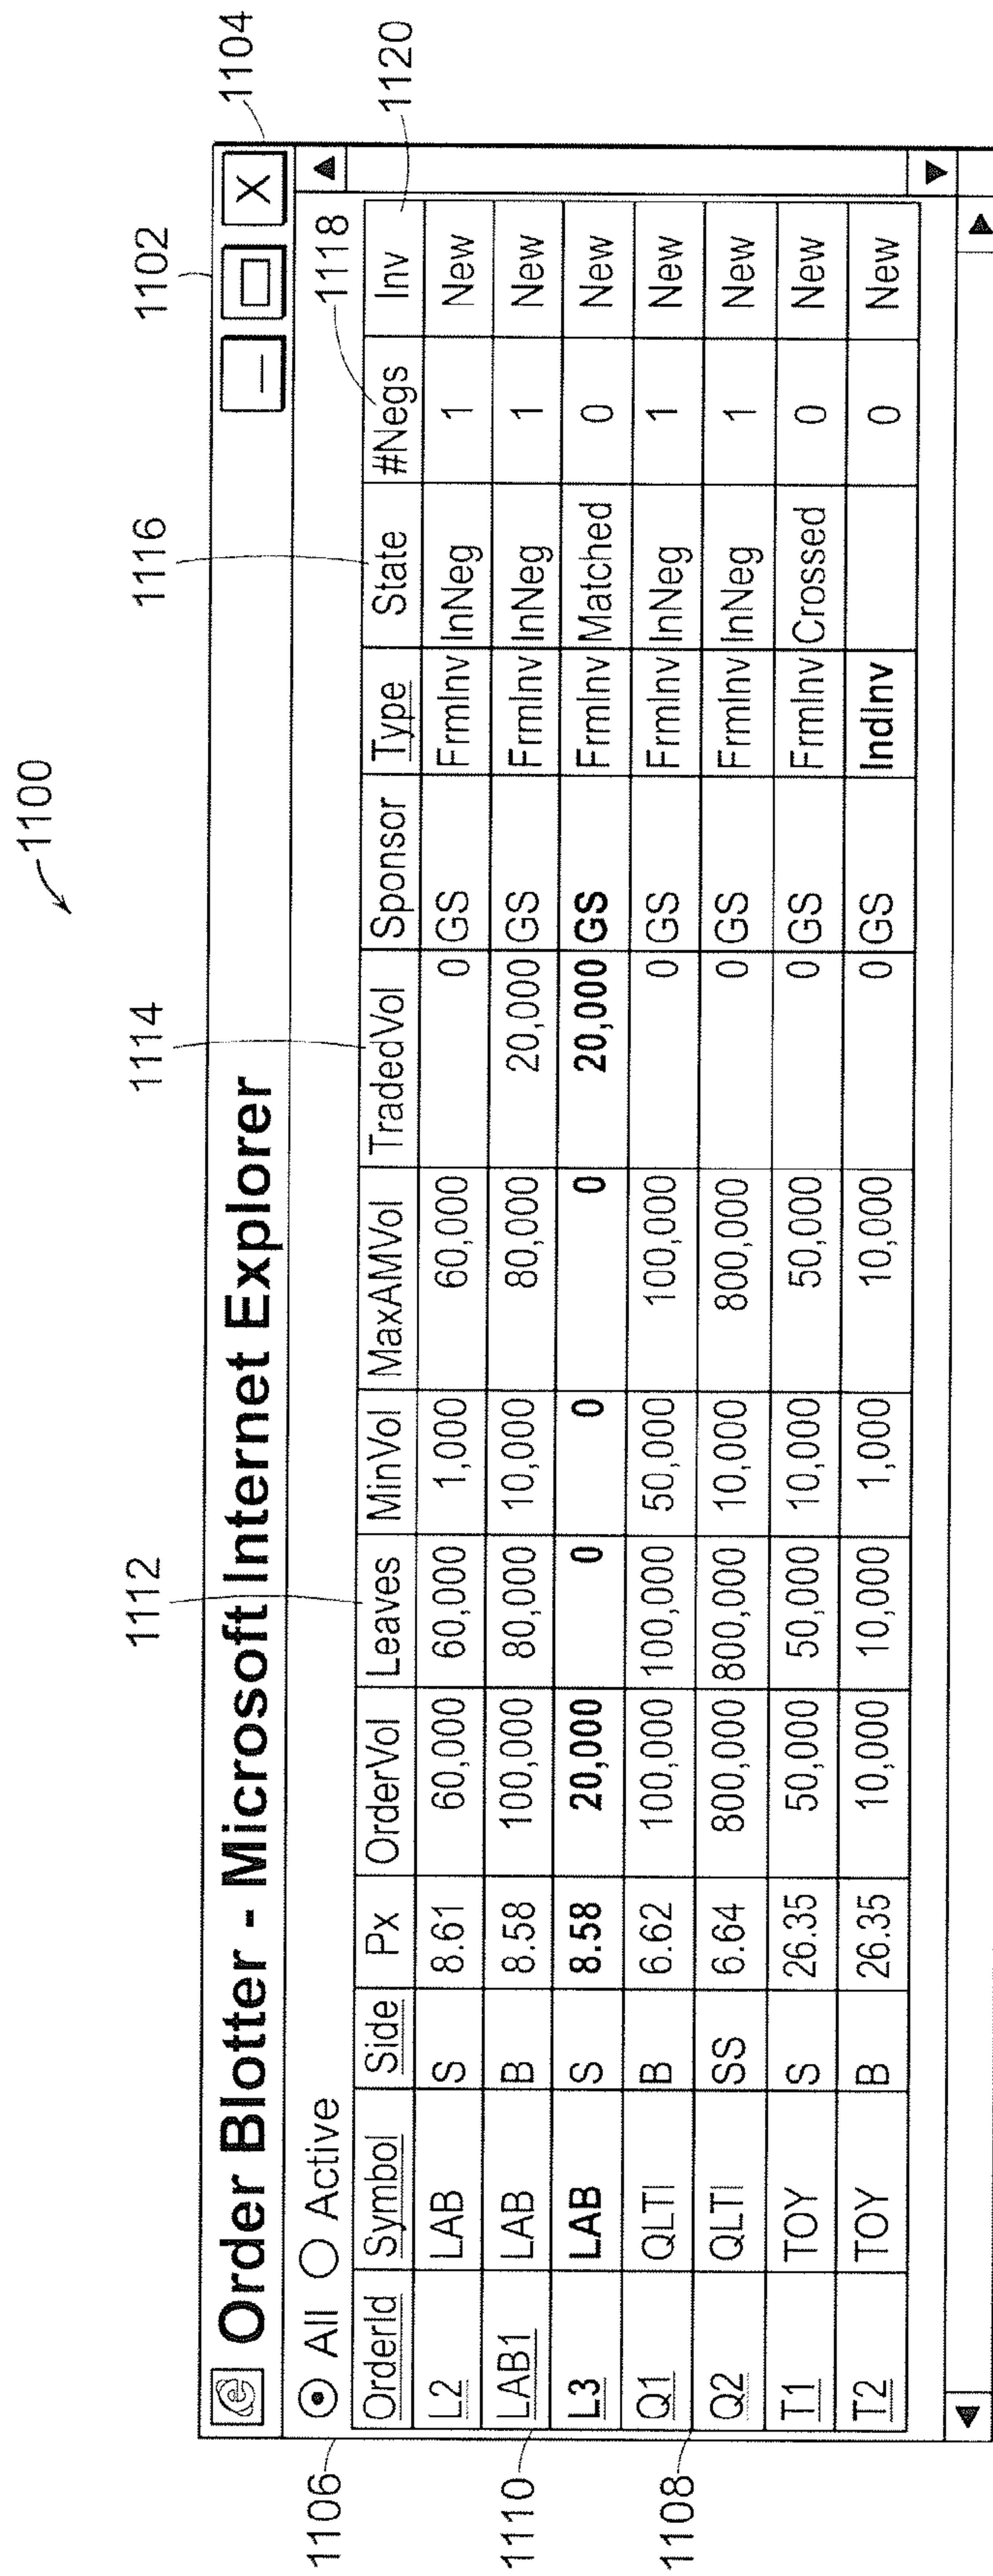 1100
1102
1104
1112 1114 1116
Order Blotter - Microsoft Internet Explorer
X
1106
All Active
1118
1120
OrderId Symbol Side Px OrderVol Leaves MinVol MaxAMVol TradedVol Sponsor Type State #Negs Inv
L2 LAB S 8.61 60,000 60,000 1,000 60,000 0 GS FrmInv InNeg 1 New
LAB1 LAB B 8.58 100,000 80,000 10,000 80,000 20,000 GS FrmInv InNeg 1 New
1110
L3 LAB S 8.58 20,000 0 0 0 20,000 GS FrmInv Matched 0 New
Q1 QLTI B 6.62 100,000 100,000 50,000 100,000 0 GS FrmInv InNeg 1 New
1108
Q2 QLTI SS 6.64 800,000 800,000 10,000 800,000 0 GS FrmInv InNeg 1 New
T1 TOY S 26.35 50,000 50,000 10,000 50,000 0 GS FrmInv Crossed 0 New
T2 TOY B 26.35 10,000 10,000 1,000 10,000 0 GS IndInv 0 New